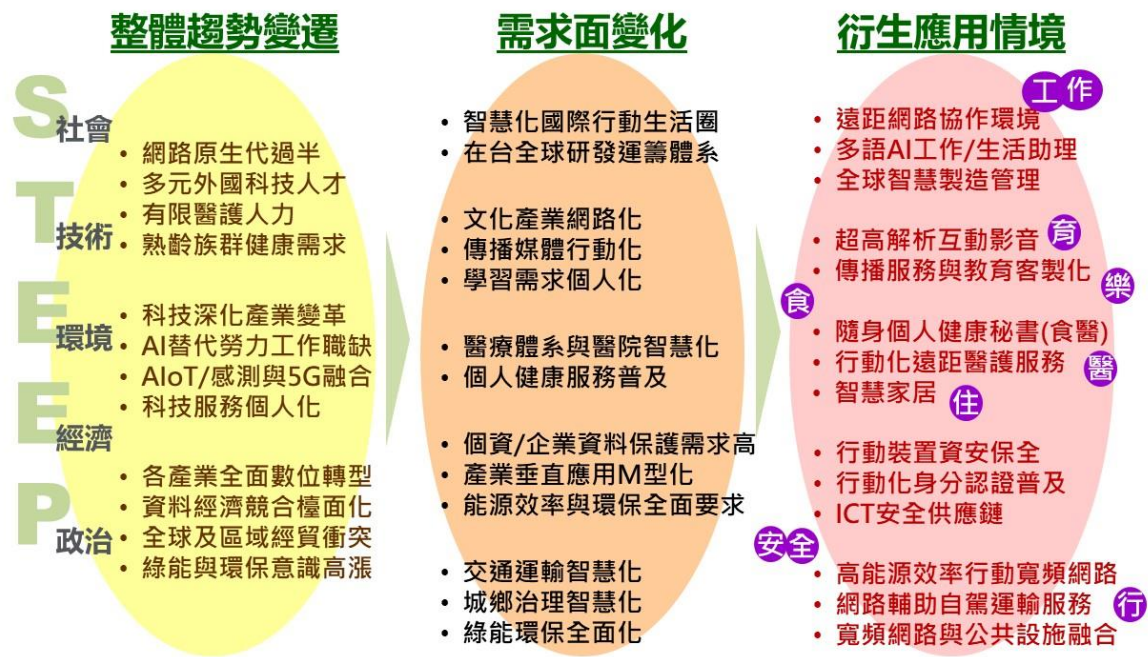 整體趨勢變遷
需求面變化
衍生應用情境
S社會
T技術
E環境
E經濟
P政治
• 網路原生代過半
• 多元外國科技人才
• 有限醫護人力
• 熟齡族群健康需求
• 科技深化產業變革
• AI替代勞力工作職缺
• AIoT/感測與5G融合
• 科技服務個人化
• 各產業全面數位轉型
• 資料經濟競合檯面化
• 全球及區域經貿衝突
• 綠能與環保意識高漲
• 智慧化國際行動生活圈
• 在台全球研發運籌體系
• 文化產業網路化
• 傳播媒體行動化
• 學習需求個人化
• 醫療體系與醫院智慧化
• 個人健康服務普及
• 個資/企業資料保護需求高
• 產業垂直應用M型化
• 能源效率與環保全面要求
• 交通運輸智慧化
• 城鄉治理智慧化
• 綠能環保全面化
工作
• 遠距網路協作環境
• 多語AI工作/生活助理
• 全球智慧製造管理
• 超高解析互動影音
育
• 傳播服務與教育客製化
樂
食
• 隨身個人健康秘書(食醫)
• 行動化遠距醫護服務
醫
• 智慧家居
住
• 行動裝置資安保全
• 行動化身分認證普及
• ICT安全供應鏈
安全
• 高能源效率行動寬頻網路
• 網路輔助自駕運輸服務
行
• 寬頻網路與公共設施融合